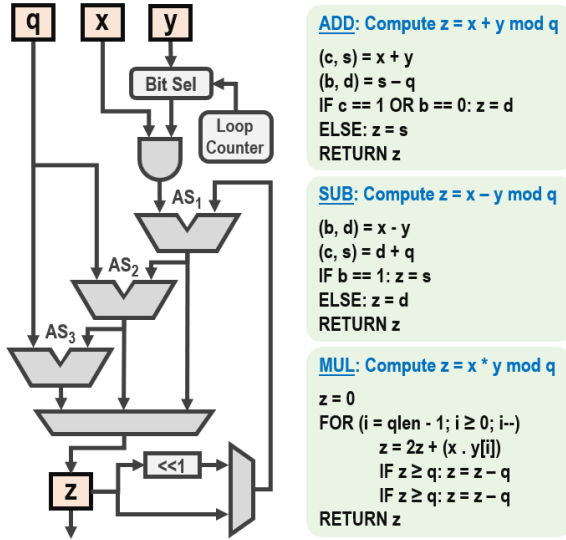 q
x
y
Bit Sel
Loop
Counter
AS1
AS2
AS3
z
<<1
ADD: Compute z = x + y mod q
(c, s) = x + y
(b, d) = s – q
IF c == 1 OR b == 0: z = d
ELSE: z = s
RETURN z
SUB: Compute z = x – y mod q
(b, d) = x - y
(c, s) = d + q
IF b == 1: z = s
ELSE: z = d
RETURN z
MUL: Compute z = x * y mod q
z = 0
FOR (i = qlen - 1; i ≥ 0; i--)
z = 2z + (x . y[i])
IF z ≥ q: z = z – q
IF z ≥ q: z = z – q
RETURN z